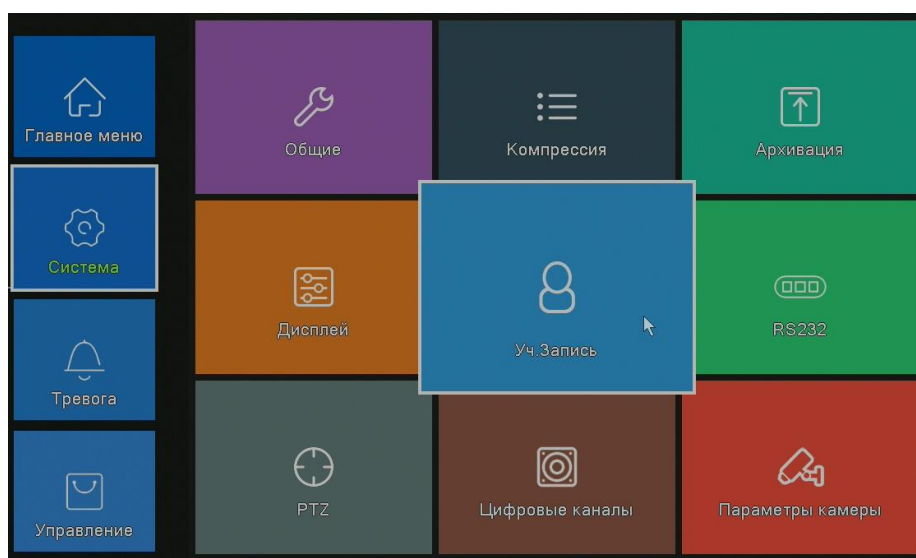 Главное меню
Система
Тревога
Управление
Общие
Компрессия
Архивация
Дисплей
Уч.Запись
RS232
PTZ
Цифровые каналы
Параметры камеры